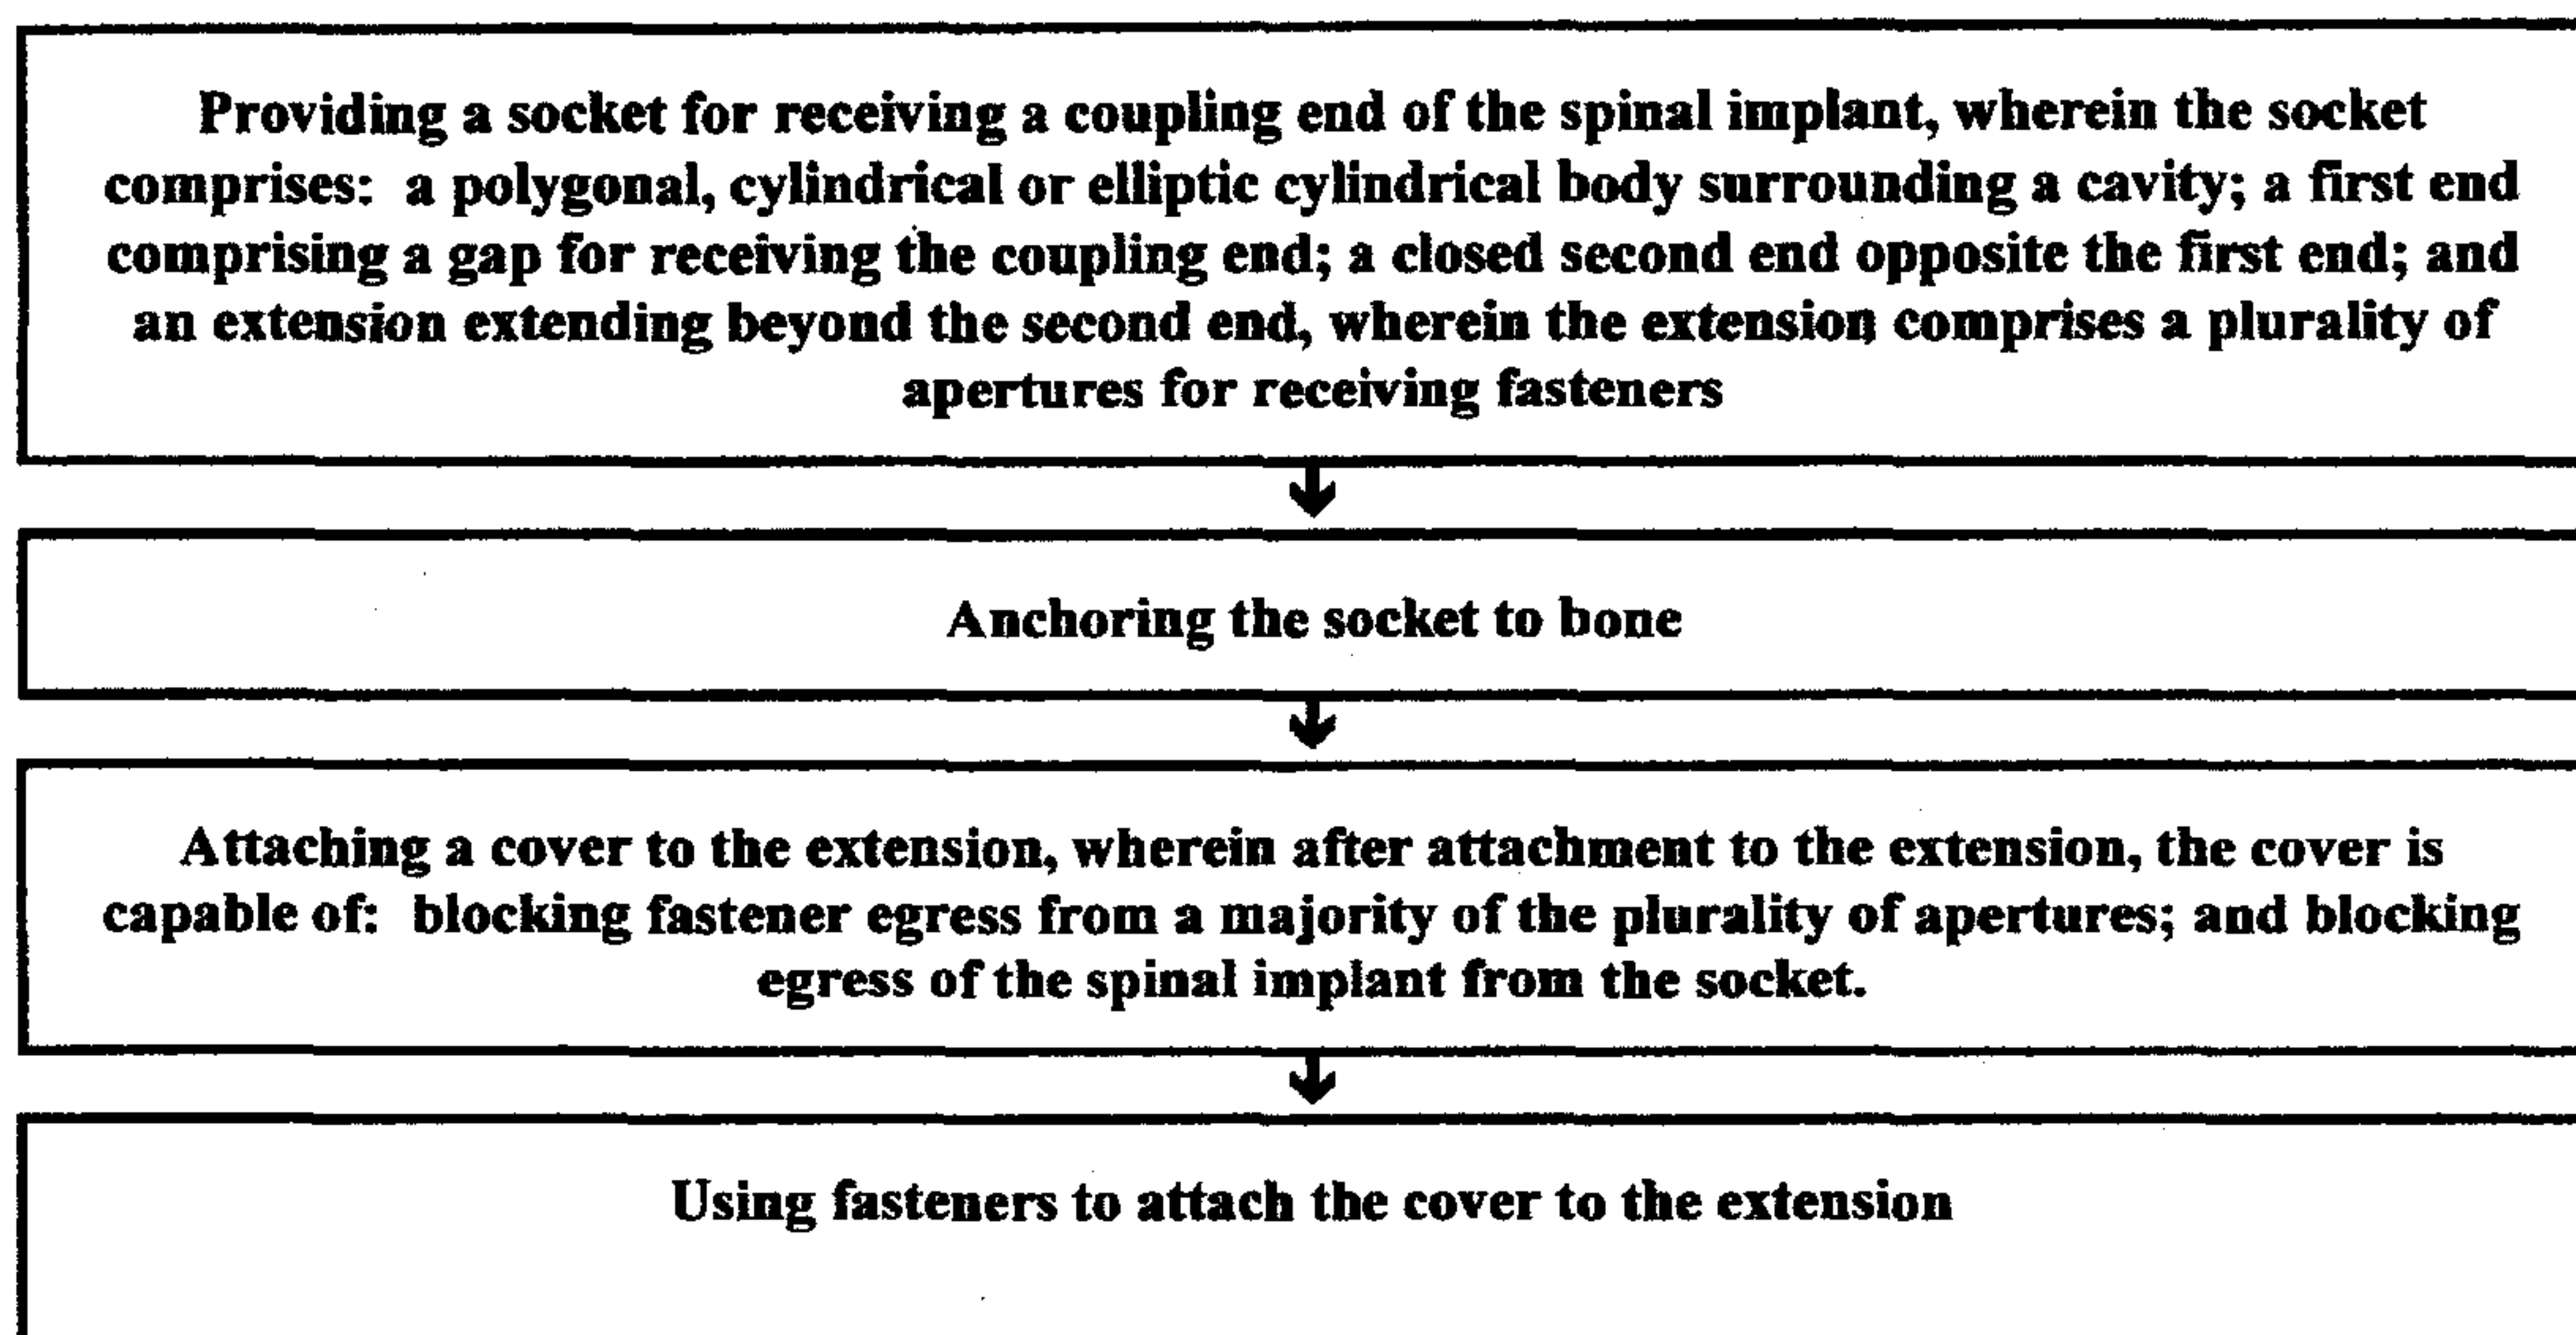 Providing a socket for receiving a coupling end of the spinal implant, wherein the socket
comprises: a polygonal, cylindrical or elliptic cylindrical body surrounding a cavity; a first end
comprising a gap for receiving the coupling end; a closed second end opposite the first end; and
an extension extending beyond the second end, wherein the extension comprises a plurality of
apertures for receiving fasteners
Anchoring the socket to bone
Attaching a cover to the extension, wherein after attachment to the extension, the cover is
capable of: blocking fastener egress from a majority of the plurality of apertures; and blocking
egress of the spinal implant from the socket.
Using fasteners to attach the cover to the extension